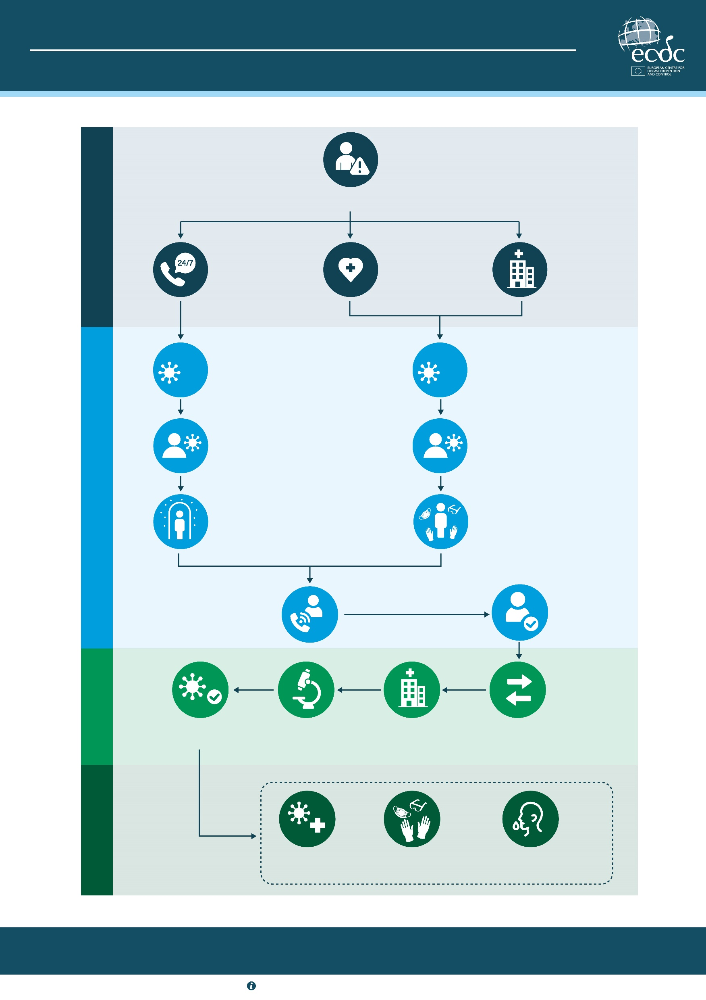 ecdc
EUROPEAN CENTRE FOR
DISEASE PREVENTION
AND CONTROL
24/7
i